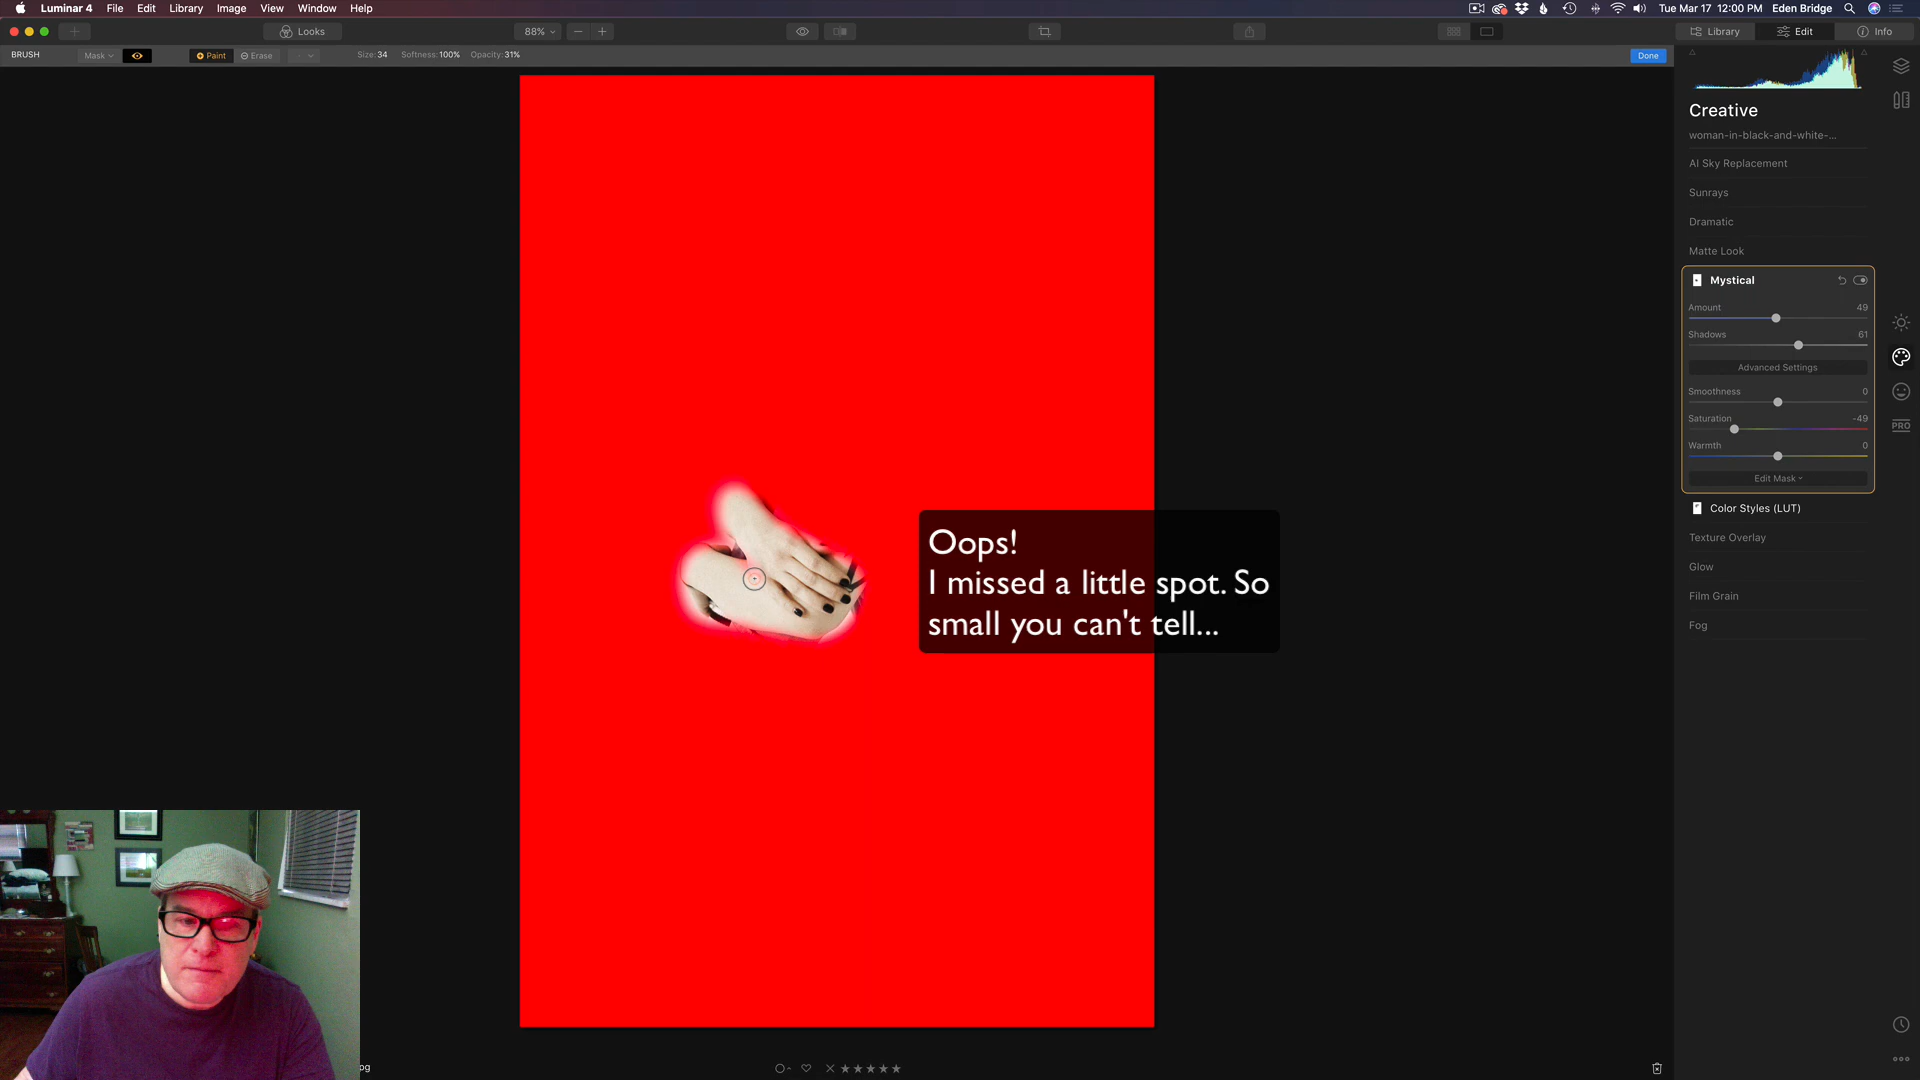 Luminar 4 File Edit Library Image View Window Help
Tue Mar 17 12:00 PM Eden Bridge
Looks
88%
Library Edit Info
BRUSH Mask Paint Erase Size:34 Softness:100% Opacity:31% Done
Creative
woman-in-black-and-white-...
AI Sky Replacement
Sunrays
Dramatic
Matte Look
Mystical
Amount 49
Shadows 61
Advanced Settings
Smoothness 0
Saturation -49
Warmth 0
Edit Mask
PRO
Color Styles (LUT)
Texture Overlay
Glow
Film Grain
Fog
Oops!
I missed a little spot. So
small you can't tell...
pg